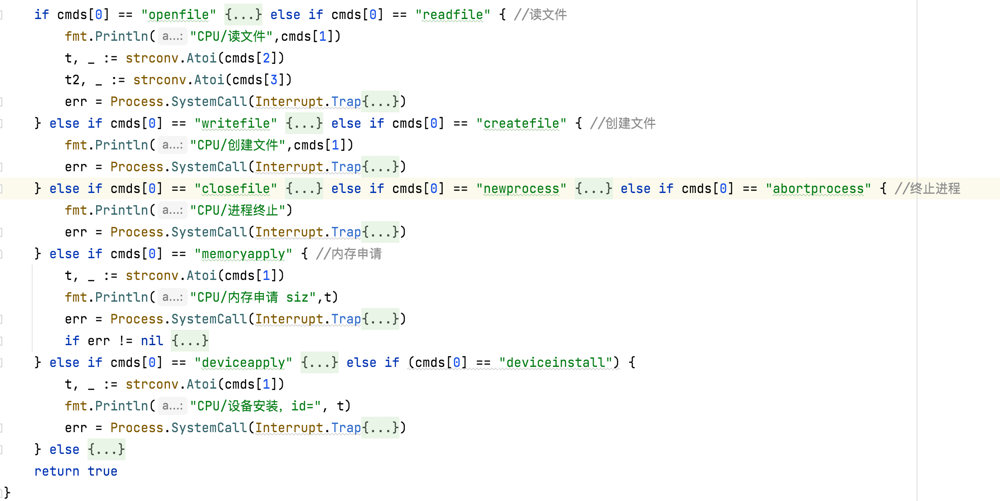 if cmds[0] == "openfile" {...} else if cmds[0] == "readfile" { //读文件
fmt.Println( a...: "CPU/读文件",cmds[1])
t, _ := strconv.Atoi(cmds[2])
t2, _ := strconv.Atoi(cmds[3])
err = Process.SystemCall(Interrupt.Trap{...})
} else if cmds[0] == "writefile" {...} else if cmds[0] == "createfile" { //创建文件
fmt.Println( a...: "CPU/创建文件",cmds[1])
err = Process.SystemCall(Interrupt.Trap{...})
} else if cmds[0] == "closefile" {...} else if cmds[0] == "newprocess" {...} else if cmds[0] == "abortprocess" { //终止进程
fmt.Println( a...: "CPU/进程终止")
err = Process.SystemCall(Interrupt.Trap{...})
} else if cmds[0] == "memoryapply" { //内存申请
t, _ := strconv.Atoi(cmds[1])
fmt.Println( a...: "CPU/内存申请 siz",t)
err = Process.SystemCall(Interrupt.Trap{...})
if err != nil {...}
} else if cmds[0] == "deviceapply" {...} else if (cmds[0] == "deviceinstall") {
t, _ := strconv.Atoi(cmds[1])
fmt.Println( a...: "CPU/设备安装，id=", t)
err = Process.SystemCall(Interrupt.Trap{...})
} else {...}
return true
}